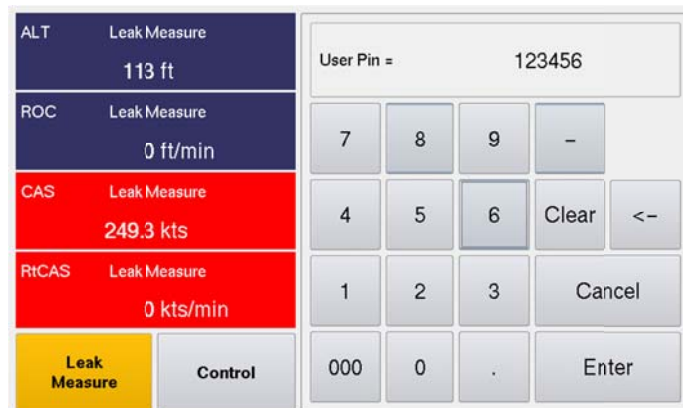 ALT Leak Measure
113 ft
ROC Leak Measure
0 ft/min
CAS Leak Measure
249.3 kts
RtCAS Leak Measure
0 kts/min
Leak
Measure
Control
User Pin = 123456
7 8 9 -
4 5 6 Clear <-
1 2 3 Cancel
000 0 . Enter